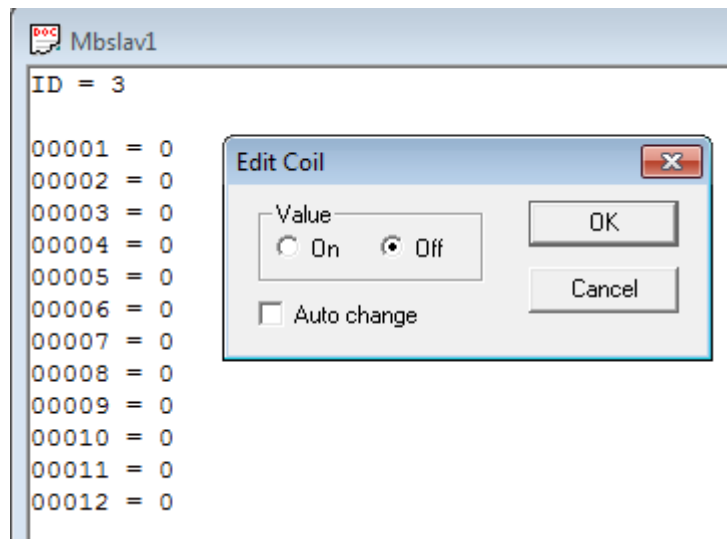 Mbslav1
ID = 3
00001 = 0
00002 = 0
00003 = 0
00004 = 0
00005 = 0
00006 = 0
00007 = 0
00008 = 0
00009 = 0
00010 = 0
00011 = 0
00012 = 0
Edit Coil
Value
On Off
Auto change
OK
Cancel